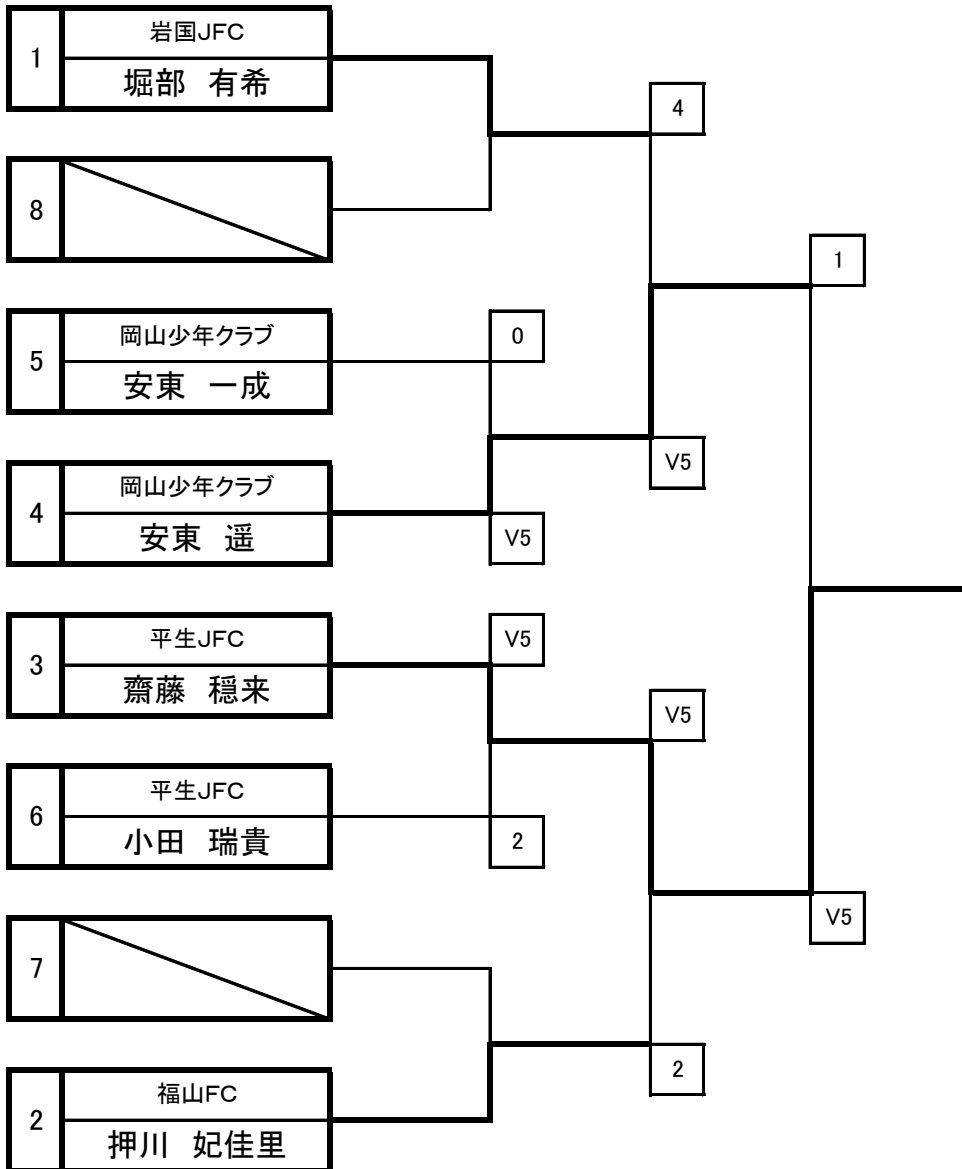 岩国JFC
1
堀部 有希
4
8
1
岡山少年クラブ
0
5
安東 一成
V5
岡山少年クラブ
4
安東 遥
V5
平生JFC
V5
3
齋藤 穏来
V5
平生JFC
6
小田 瑞貴
2
V5
7
福山FC
2
2
押川 妃佳里